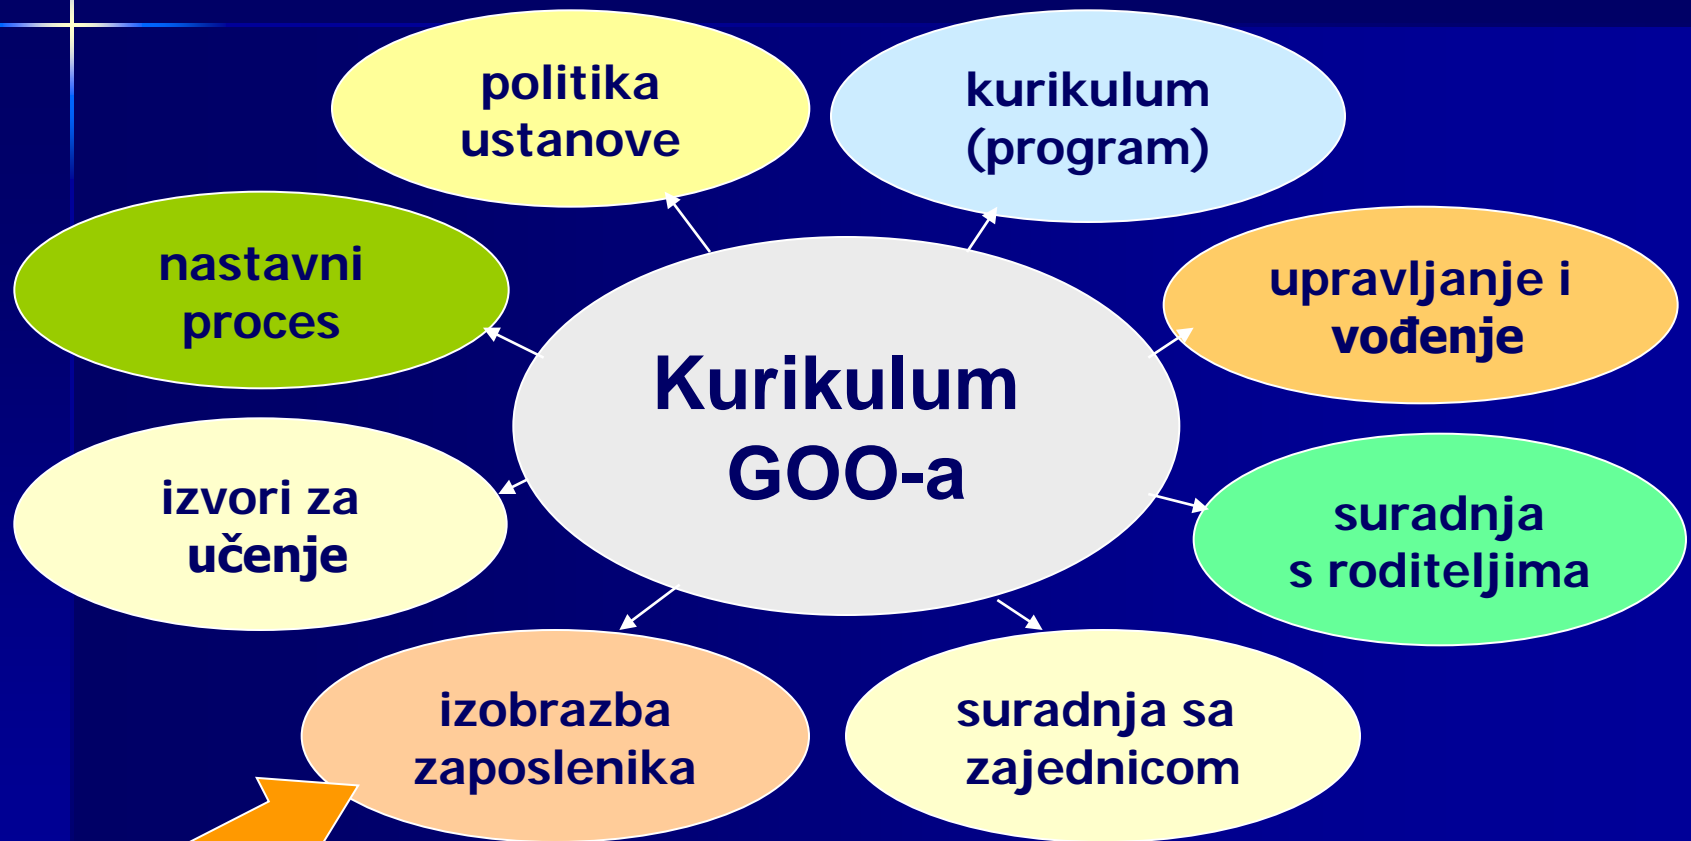 politika
ustanove
kurikulum
(program)
nastavni
proces
upravljanje i
vođenje
Kurikulum
GOO-a
izvori za
učenje
suradnja
s roditeljima
izobrazba
zaposlenika
suradnja sa
zajednicom